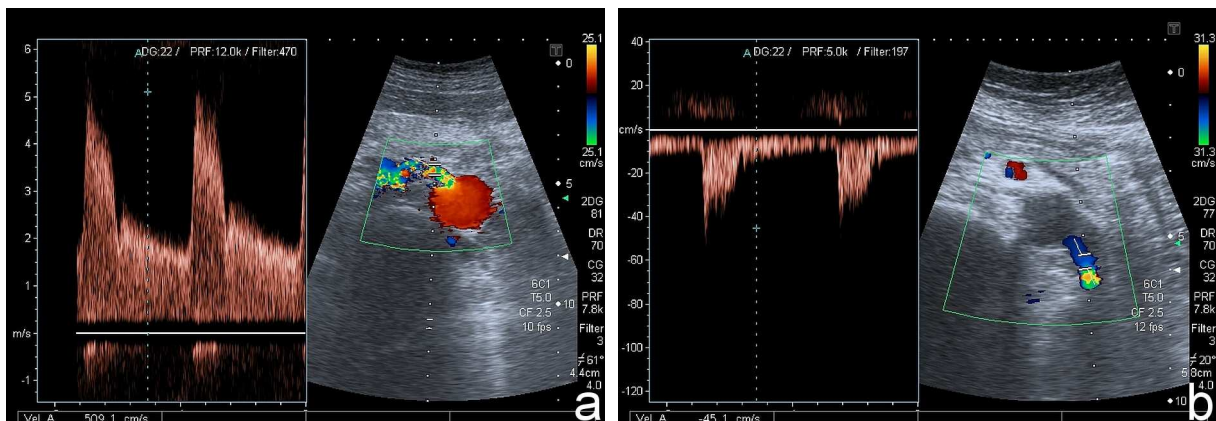 6
A
DG:22 / PRF:12.0k / Filter:470
5
4
3
2
1
m/s
-1
Vel A 509.1 cm/s
T
25.1
0
25.1
cm/s
2DG
81
DR
70
CG
32
PRF
7.8k
Filter
3
61°
4.4cm
4.0
5
10
6C1
T5.0
CF 2.5
10 fps
a
40
A
DG:22 / PRF:5.0k / Filter:197
20
cm/s
-20
-40
-60
-80
-100
-120
Vel A -45.1 cm/s
T
31.3
0
31.3
cm/s
2DG
77
DR
70
CG
32
PRF
7.8k
Filter
3
20°
4.0
5
10
6C1
T5.0
CF 2.5
12 fps
b